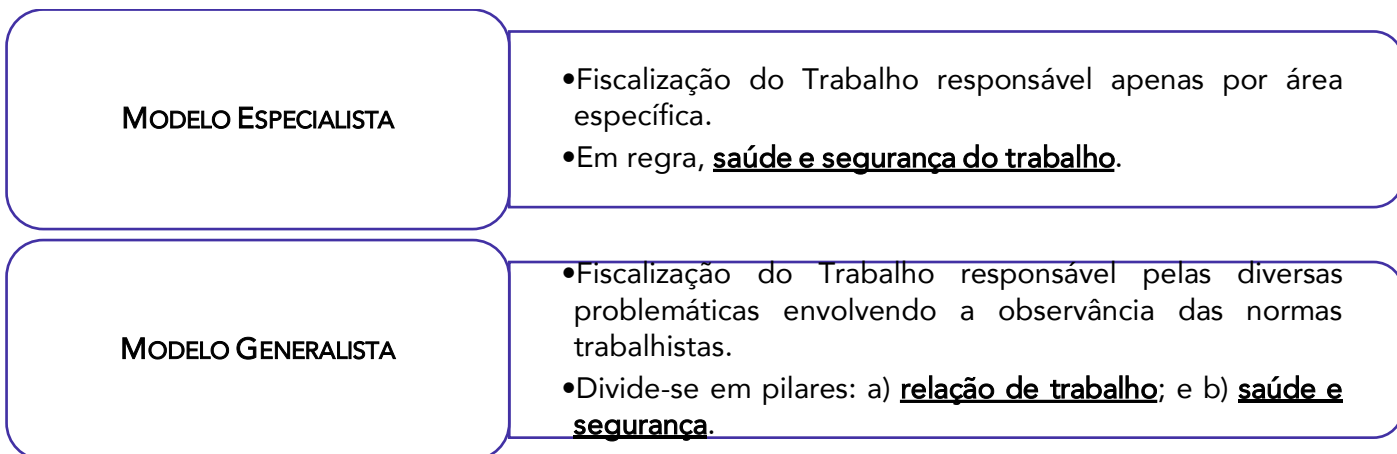 MODELO ESPECIALISTA
•Fiscalização do Trabalho responsável apenas por área
específica.
•Em regra, saúde e segurança do trabalho.
MODELO GENERALISTA
•Fiscalização do Trabalho responsável pelas diversas
problemáticas envolvendo a observância das normas
trabalhistas.
•Divide-se em pilares: a) relação de trabalho; e b) saúde e
segurança.